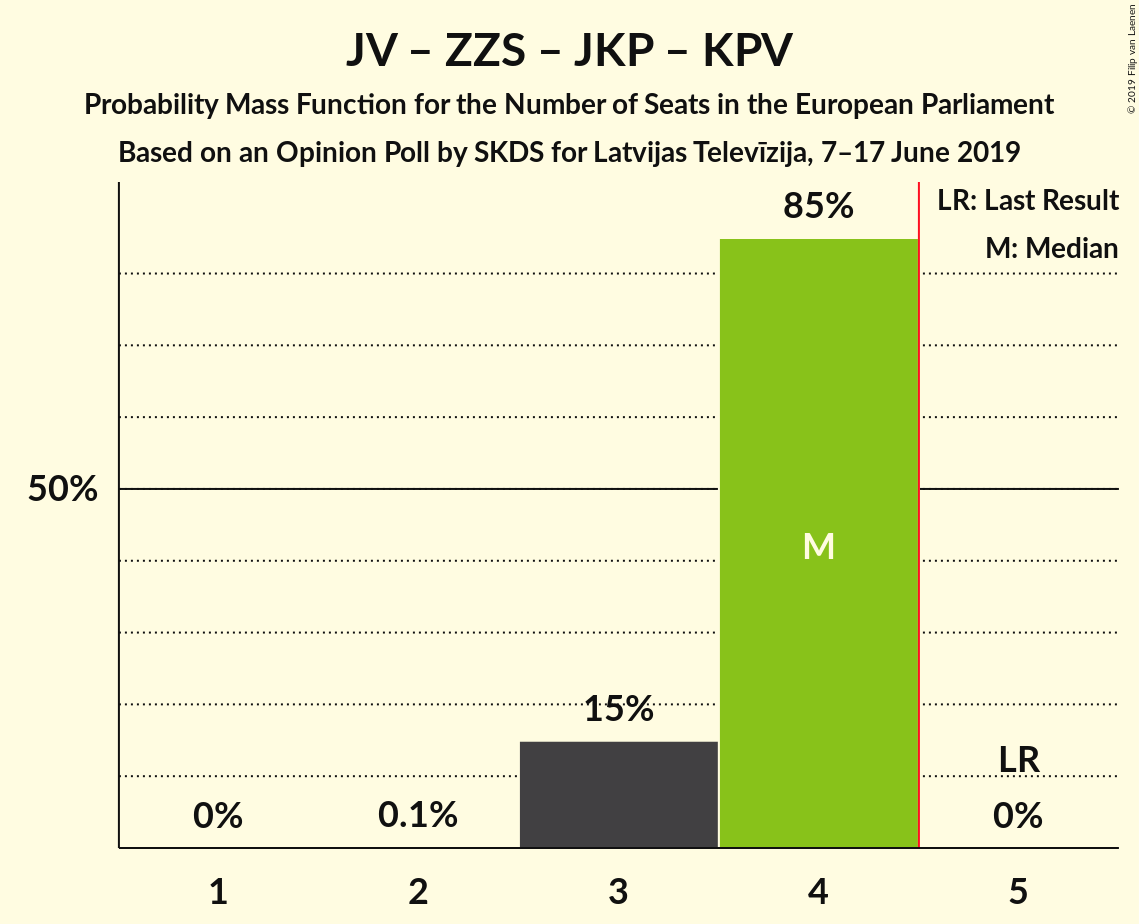 © 2019 Filip van Laenen
JV – ZZS – JKP – KPV
Probability Mass Function for the Number of Seats in the European Parliament
Based on an Opinion Poll by SKDS for Latvijas Televīzija, 7–17 June 2019
LR: Last Result
M: Median
85%
50%
M
15%
LR
0%
0.1%
0%
1
2
3
4
5